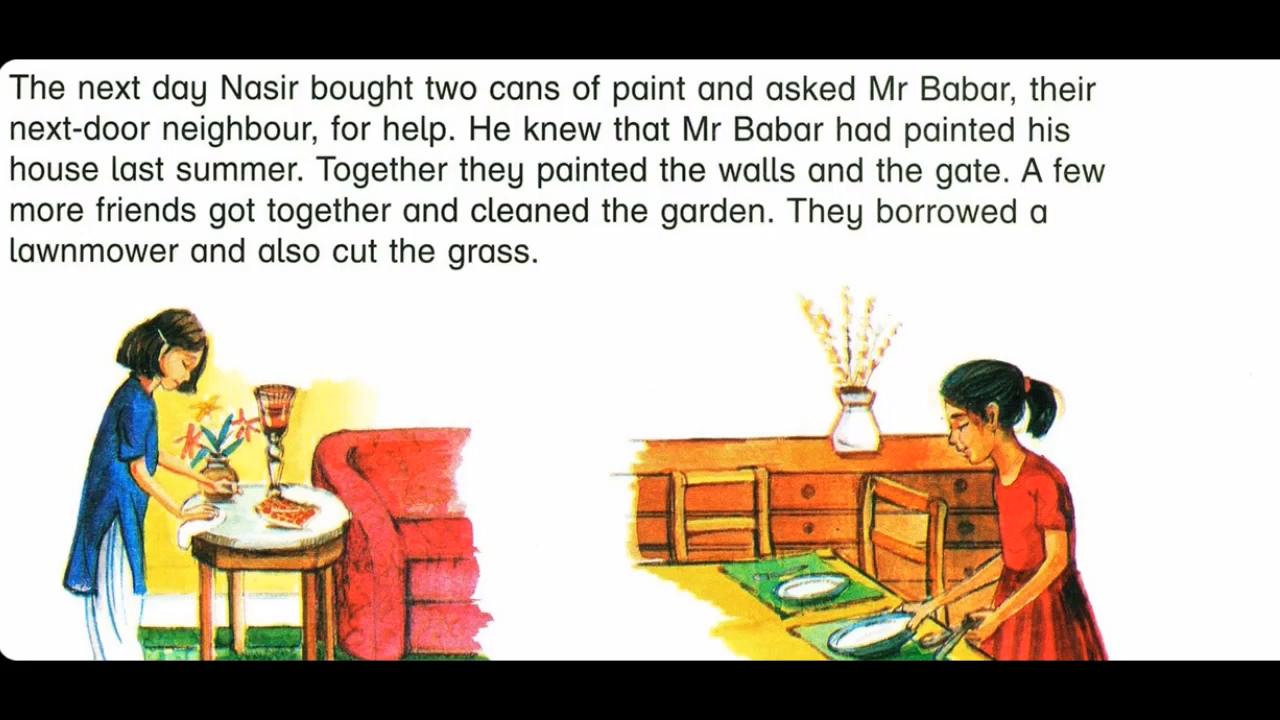 The next day Nasir bought two cans of paint and asked Mr Babar, their
next-door neighbour, for help. He knew that Mr Babar had painted his
house last summer. Together they painted the walls and the gate. A few
more friends got together and cleaned the garden. They borrowed a
lawnmower and also cut the grass.